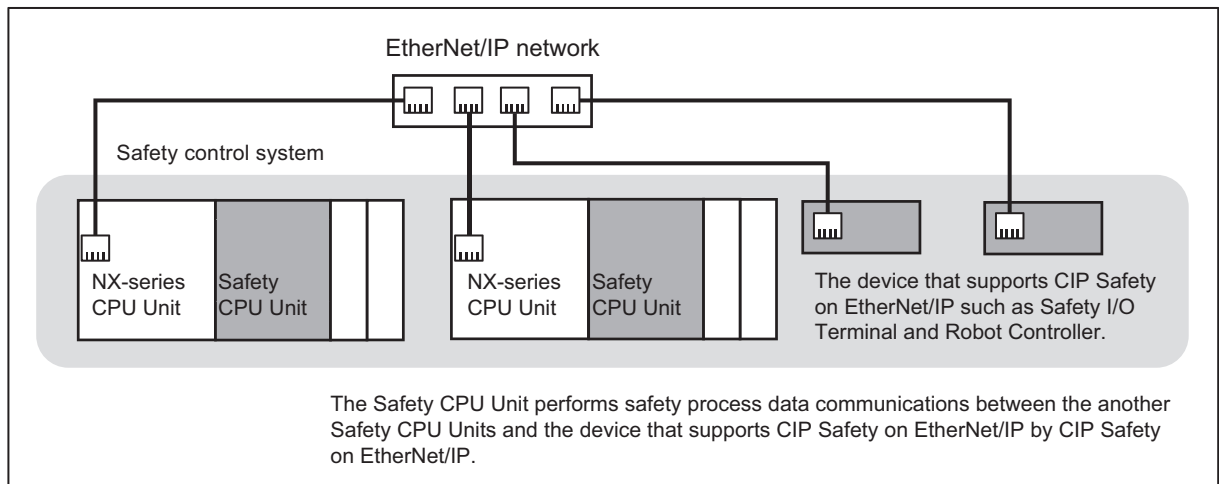 EtherNet/IP network
Safety control system
NX-series
CPU Unit
Safety
CPU Unit
NX-series
CPU Unit
Safety
CPU Unit
The device that supports CIP Safety
on EtherNet/IP such as Safety I/O
Terminal and Robot Controller.
The Safety CPU Unit performs safety process data communications between the another
Safety CPU Units and the device that supports CIP Safety on EtherNet/IP by CIP Safety
on EtherNet/IP.